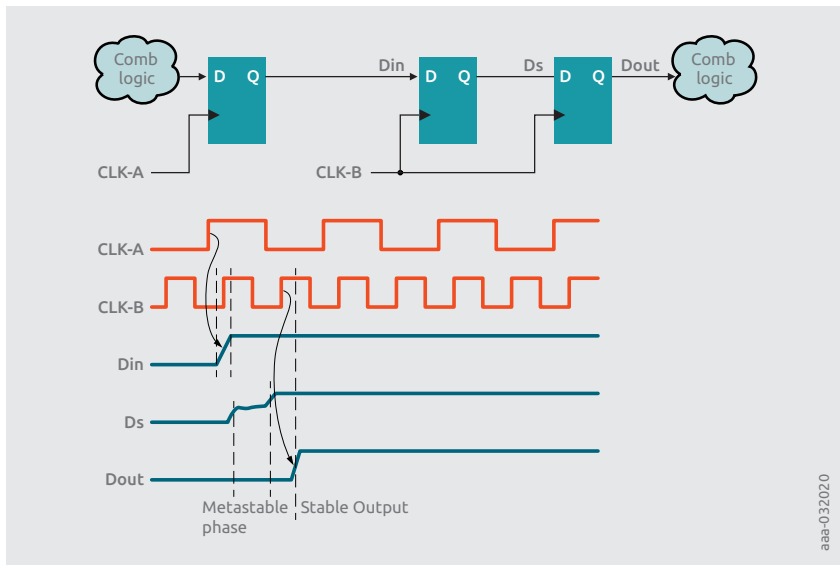 Comb
logic
D Q
Din
D Q
Ds
D Q
Dout
Comb
logic
CLK-A
CLK-B
CLK-A
CLK-B
Din
Ds
Dout
Metastable
phase
Stable Output
aaa-032020